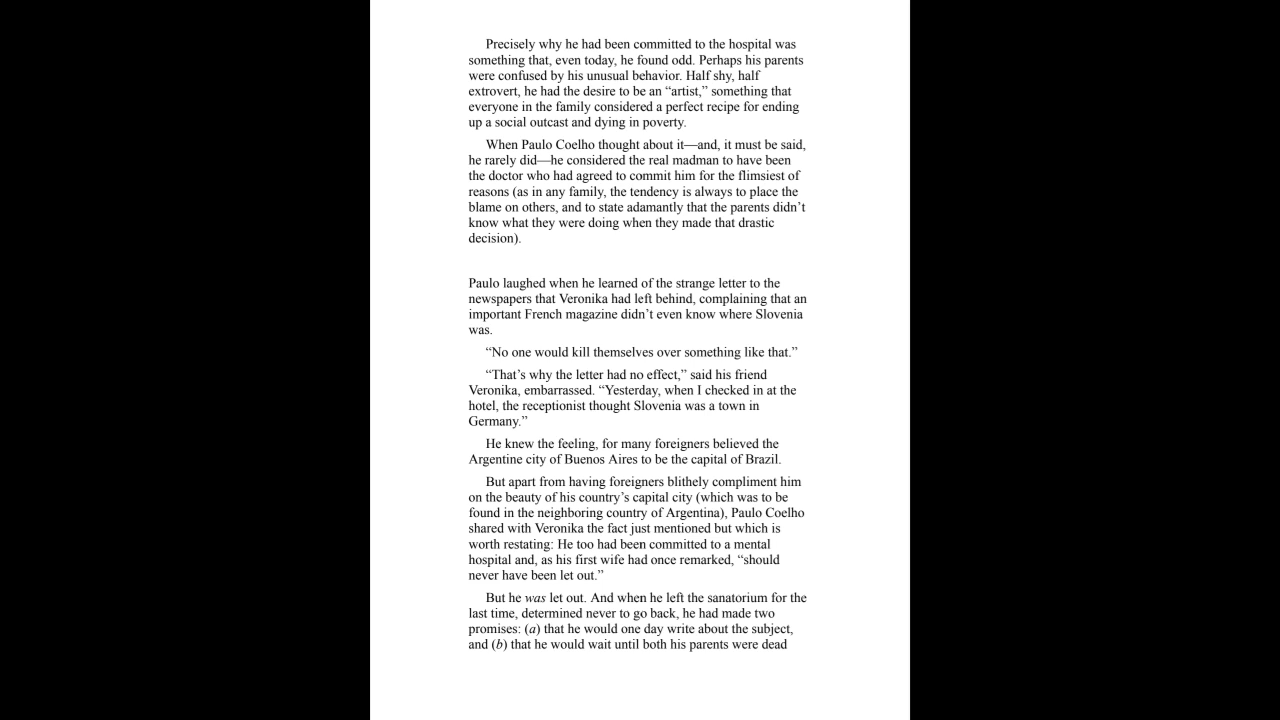 Precisely why he had been committed to the hospital was
something that, even today, he found odd. Perhaps his parents
were confused by his unusual behavior. Half shy, half
extrovert, he had the desire to be an “artist,” something that
everyone in the family considered a perfect recipe for ending
up a social outcast and dying in poverty.
When Paulo Coelho thought about it—and, it must be said,
he rarely did—he considered the real madman to have been
the doctor who had agreed to commit him for the flimsiest of
reasons (as in any family, the tendency is always to place the
blame on others, and to state adamantly that the parents didn’t
know what they were doing when they made that drastic
decision).
Paulo laughed when he learned of the strange letter to the
newspapers that Veronika had left behind, complaining that an
important French magazine didn’t even know where Slovenia
was.
“No one would kill themselves over something like that.”
“That’s why the letter had no effect,” said his friend
Veronika, embarrassed. “Yesterday, when I checked in at the
hotel, the receptionist thought Slovenia was a town in
Germany.”
He knew the feeling, for many foreigners believed the
Argentine city of Buenos Aires to be the capital of Brazil.
But apart from having foreigners blithely compliment him
on the beauty of his country’s capital city (which was to be
found in the neighboring country of Argentina), Paulo Coelho
shared with Veronika the fact just mentioned but which is
worth restating: He too had been committed to a mental
hospital and, as his first wife had once remarked, “should
never have been let out.”
But he was let out. And when he left the sanatorium for the
last time, determined never to go back, he had made two
promises: (a) that he would one day write about the subject,
and (b) that he would wait until both his parents were dead